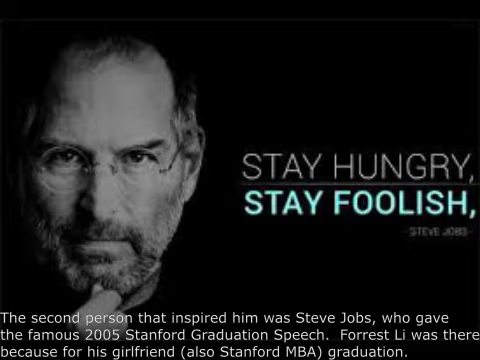 STAY HUNGRY,
STAY FOOLISH,
- STEVE JOBS -
The second person that inspired him was Steve Jobs, who gave
the famous 2005 Stanford Graduation Speech.  Forrest Li was there
because for his girlfriend (also Stanford MBA) graduation.